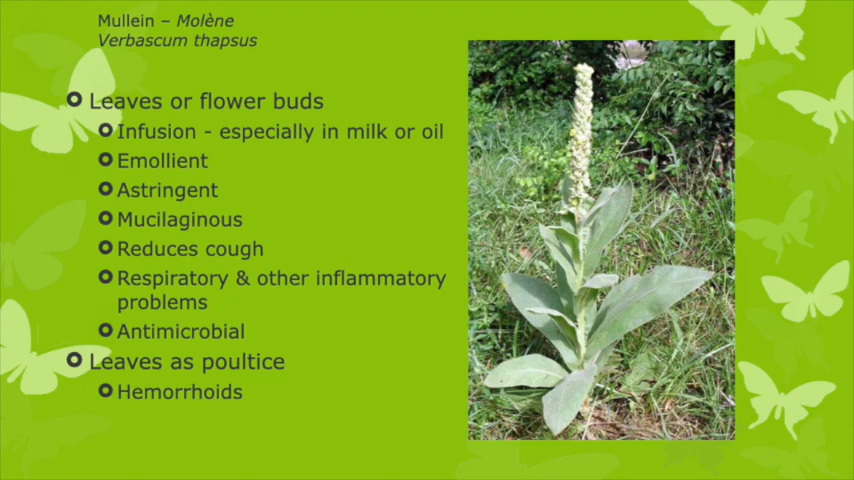 Mullein – Molène
Verbascum thapsus
Leaves or flower buds
Infusion - especially in milk or oil
Emollient
Astringent
Mucilaginous
Reduces cough
Respiratory & other inflammatory
problems
Antimicrobial
Leaves as poultice
Hemorrhoids